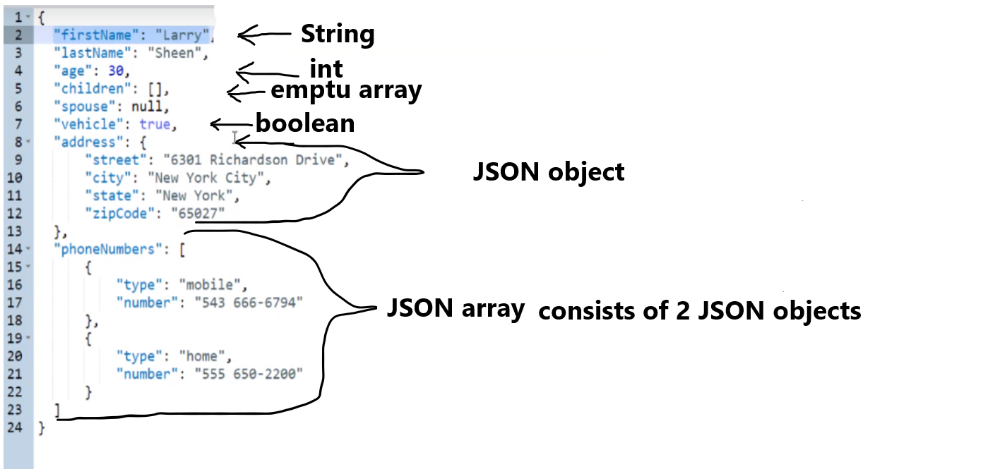 1 {
2 "firstName": "Larry", String
3 "lastName": "Sheen",
4 "age": 30, int
5 "children": [], emptu array
6 "spouse": null,
7 "vehicle": true, boolean
8 "address": {
9 "street": "6301 Richardson Drive",
JSON object
10 "city": "New York City",
11 "state": "New York",
12 "zipCode": "65027"
13 },
14 "phoneNumbers": [
15 {
16 "type": "mobile",
17 "number": "543 666-6794"
JSON array consists of 2 JSON objects
18 },
19 {
20 "type": "home",
21 "number": "555 650-2200"
22 }
23 ]
24 }